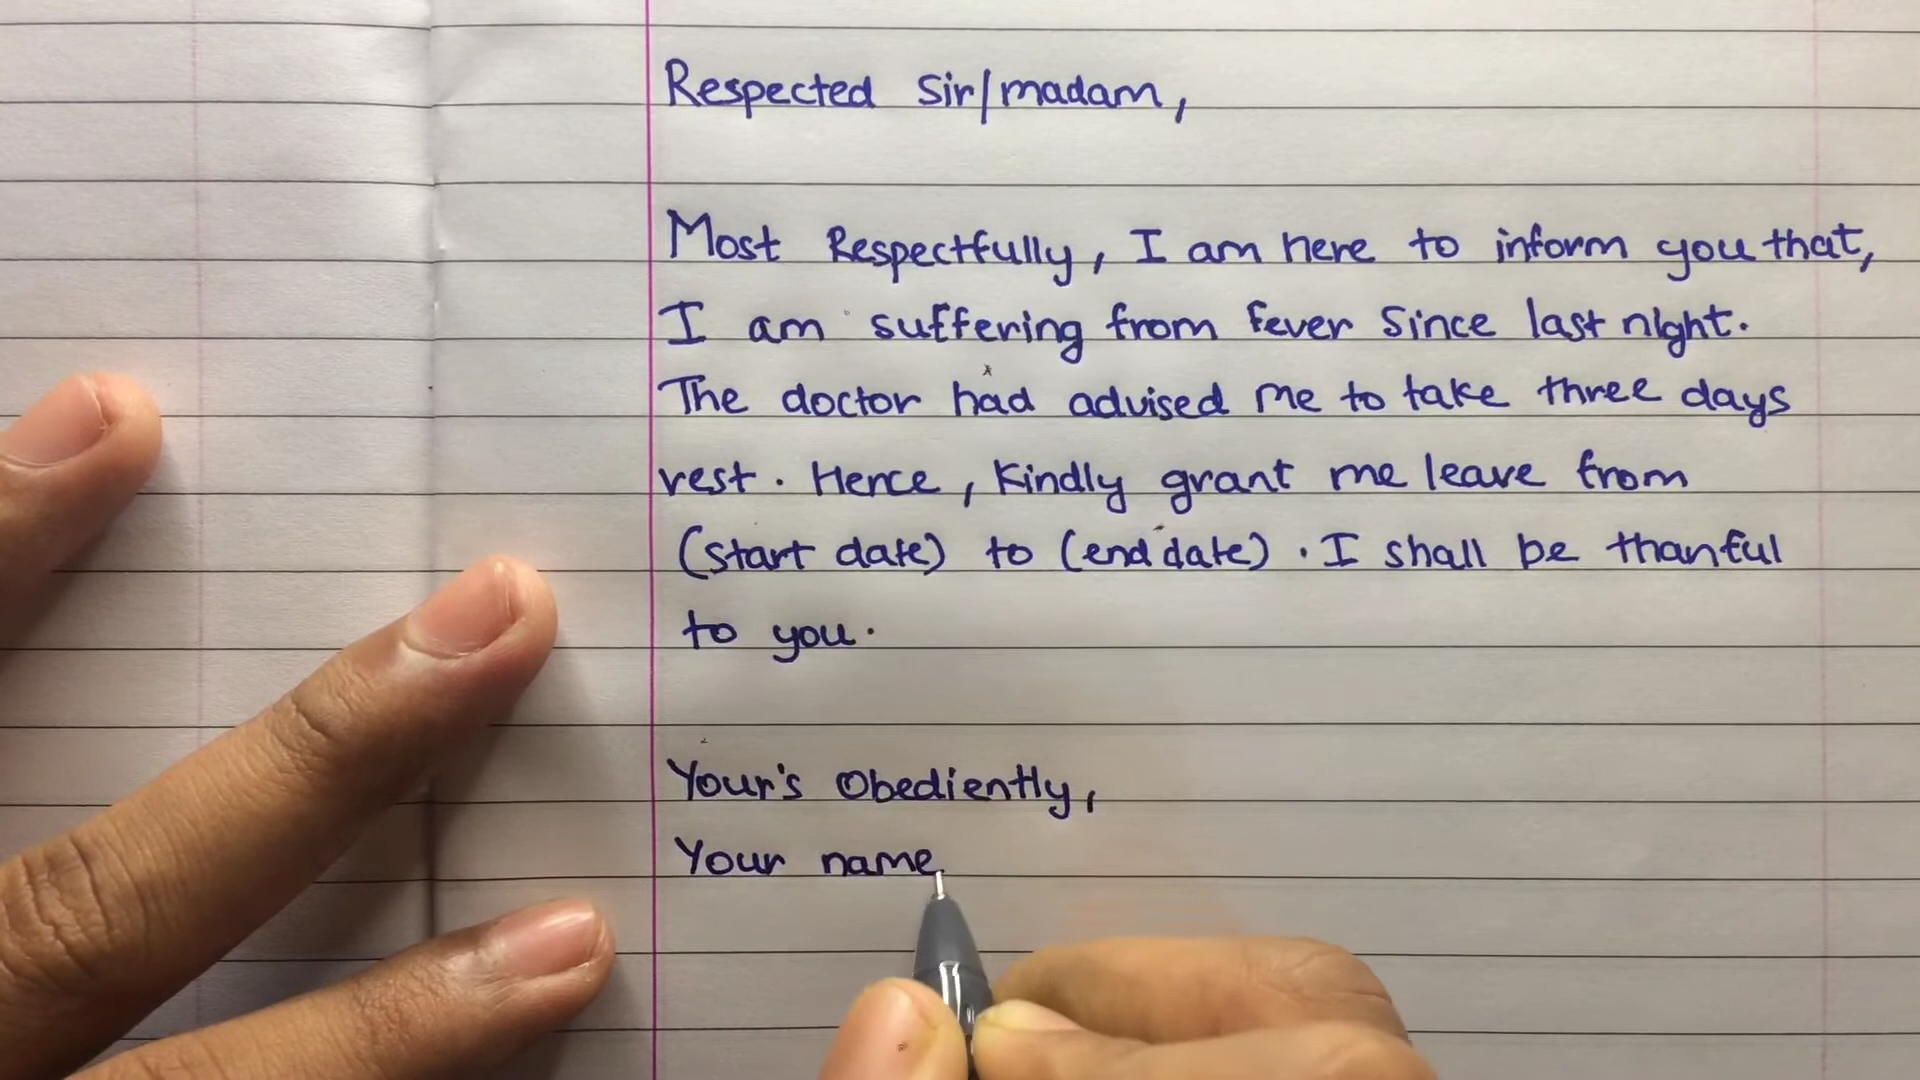 Respected Sir/madam,
Most Respectfully, I am here to inform you that,
I am suffering from fever Since last night.
The doctor had advised me to take three days
rest. Hence, Kindly grant me leave from
(start date) to (end date). I shall be thanful
to you.
Your's Obediently,
Your name